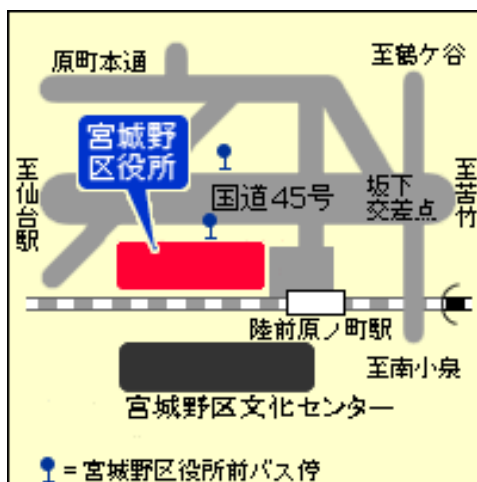 原町本通
至鶴ケ谷
宮城野
区役所
至仙台駅
国道45号
坂下
交差点
至苦竹
陸前原ノ町駅
至南小泉
宮城野区文化センター
=宮城野区役所前バス停